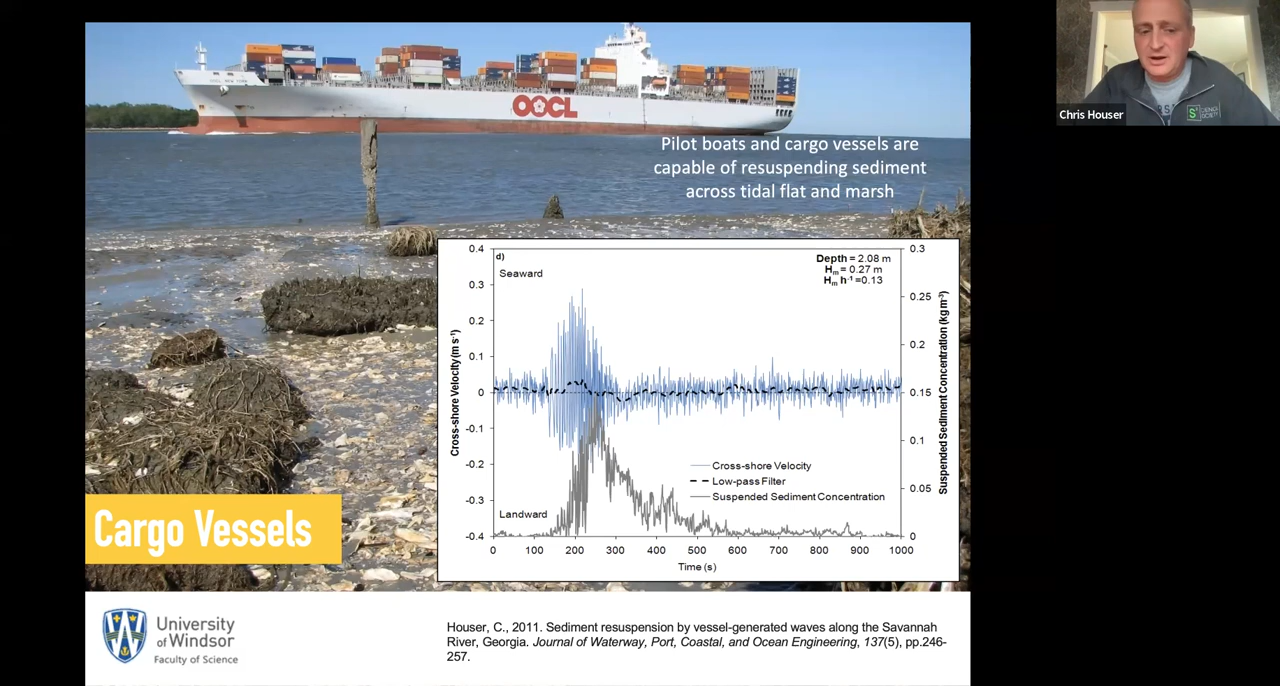 OOCL
Pilot boats and cargo vessels are
capable of resuspending sediment
across tidal flat and marsh
Chris Houser
d)
Seaward
Depth = 2.08 m
Hm = 0.27 m
Hm h-1 =0.13
0.4
0.3
0.2
0.1
0
-0.1
-0.2
-0.3
-0.4
Cross-shore Velocity (m s-1)
0.3
0.25
0.2
0.15
0.1
0.05
0
Suspended Sediment Concentration (kg m-3)
Cross-shore Velocity
Low-pass Filter
Suspended Sediment Concentration
Landward
0 100 200 300 400 500 600 700 800 900 1000
Time (s)
Cargo Vessels
University
of Windsor
Faculty of Science
Houser, C., 2011. Sediment resuspension by vessel-generated waves along the Savannah
River, Georgia. Journal of Waterway, Port, Coastal, and Ocean Engineering, 137(5), pp.246-
257.